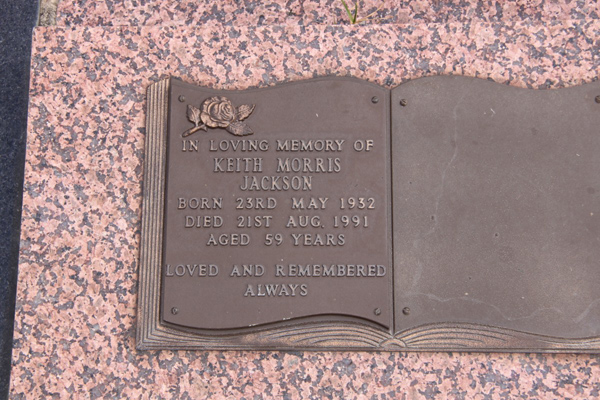 IN LOVING MEMORY OF
KEITH MORRIS
JACKSON
BORN 23RD MAY 1932
DIED 21ST AUG. 1991
AGED 59 YEARS
LOVED AND REMEMBERED
ALWAYS